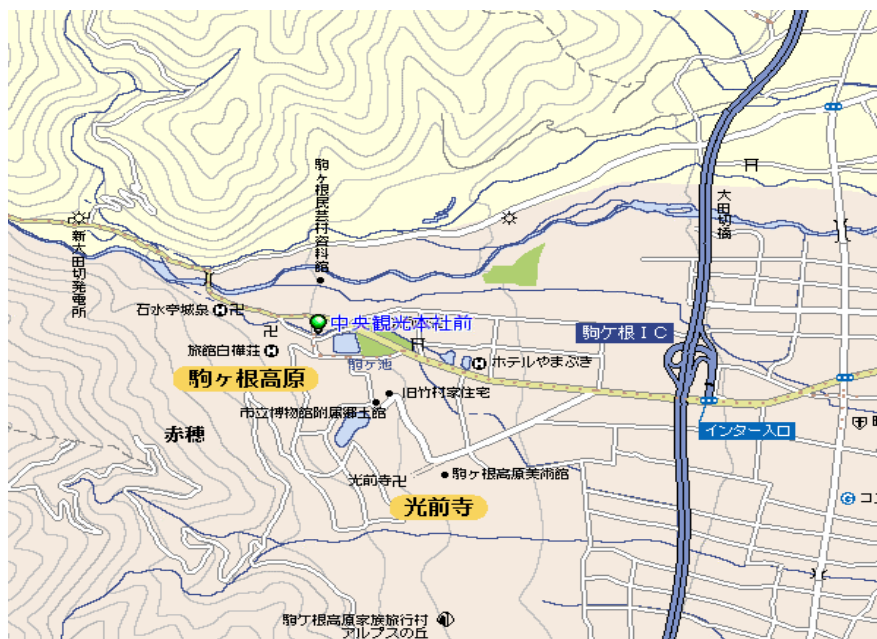 駒ヶ根民芸村資料館
大田切橋
新太田切発電所
石水亭城泉
中央観光本社前
駒ケ根IC
旅館白樺荘
駒ヶ池
ホテルやまぶき
駒ヶ根高原
旧竹村家住宅
市立博物館附属郷土館
インター入口
赤穂
光前寺
駒ヶ根高原美術館
光前寺
駒ケ根高原家族旅行村
アルプスの丘